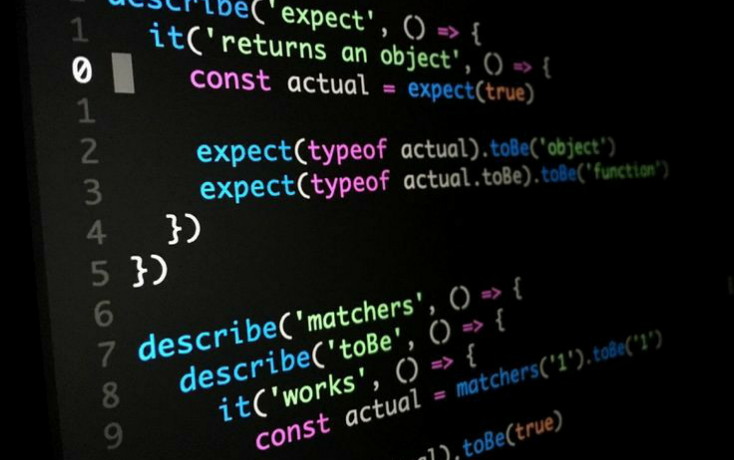 describe('expect', () => {
1 it('returns an object', () => {
0 const actual = expect(true)
1
2 expect(typeof actual).toBe('object')
3 expect(typeof actual.toBe).toBe('function')
4 })
5 })
6
7 describe('matchers', () => {
8 describe('toBe', () => {
9 it('works', () => {
const actual = matchers('1').toBe('1')
).toBe(true)